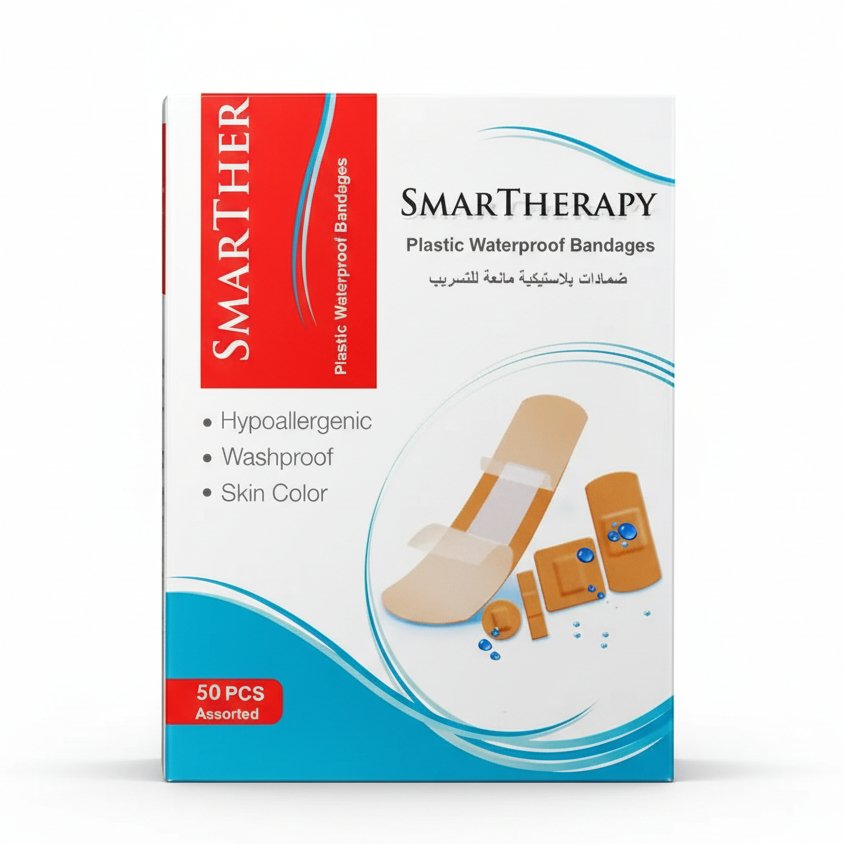 SMARTHER
Plastic Waterproof Bandages
SMARTHERAPY
Plastic Waterproof Bandages
ضمادات بلاستيكية مانعة للتسريب
• Hypoallergenic
• Washproof
• Skin Color
50 PCS
Assorted